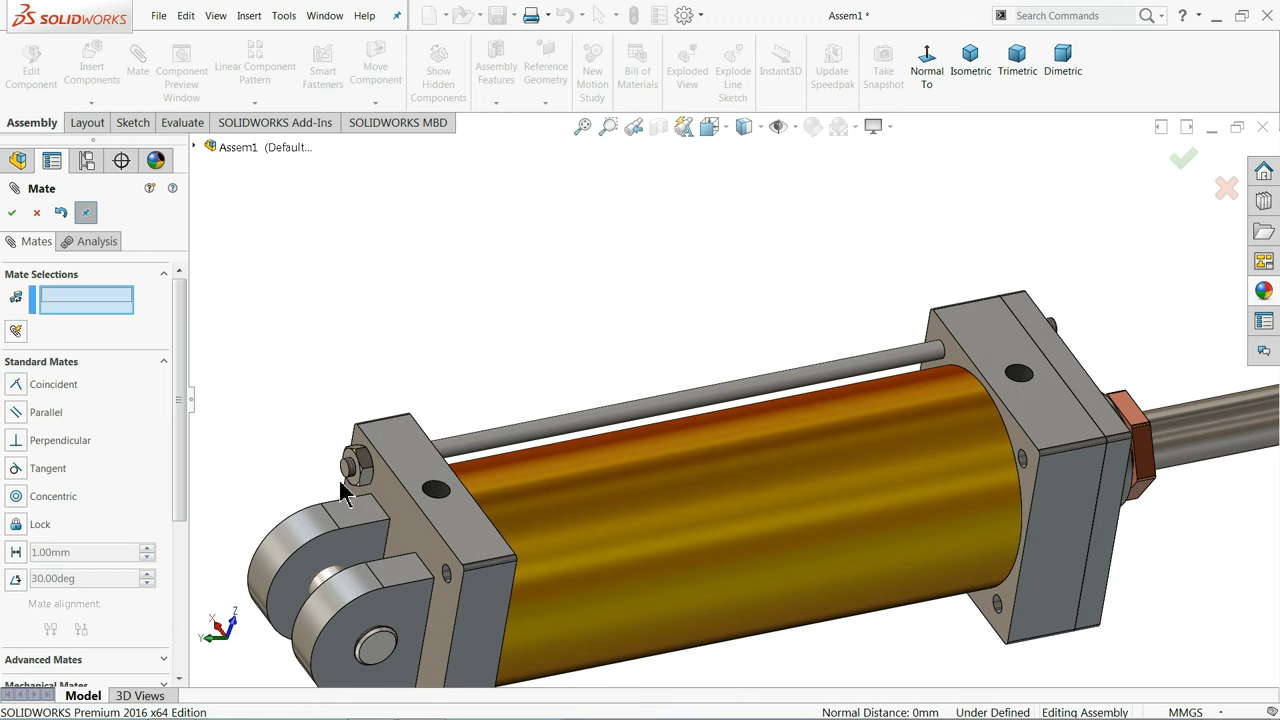 SOLIDWORKS File Edit View Insert Tools Window Help Assem1 * Search Commands ?
Edit Component
Insert Components
Mate
Component Preview Window
Linear Component Pattern
Smart Fasteners
Move Component
Show Hidden Components
Assembly Features
Reference Geometry
New Motion Study
Bill of Materials
Exploded View
Explode Line Sketch
Instant3D
Update Speedpak
Take Snapshot
Normal To
Isometric
Trimetric
Dimetric
Assembly Layout Sketch Evaluate SOLIDWORKS Add-Ins SOLIDWORKS MBD
Assem1 (Default...
Mate
Mates Analysis
Mate Selections
Standard Mates
Coincident
Parallel
Perpendicular
Tangent
Concentric
Lock
1.00mm
30.00deg
Mate alignment:
Advanced Mates
X Z
Y
Model 3D Views
SOLIDWORKS Premium 2016 x64 Edition Normal Distance: 0mm Under Defined Editing Assembly MMGS